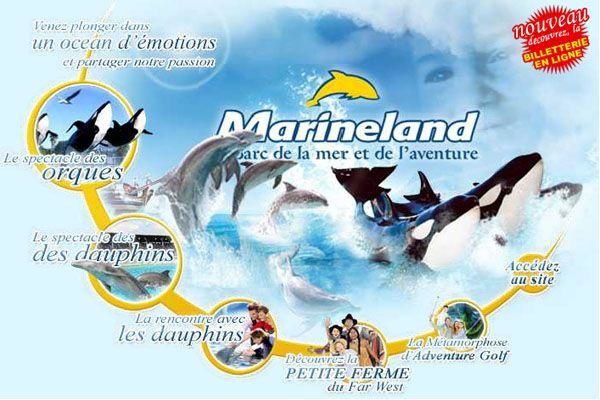 Venez plonger dans
un ocean d'émotions
et partager notre passion
nouveau
découvrez, la
BILLETTERIE
EN LIGNE
Marineland
parc de la mer et de l'aventure
Le spectacle des
orques
Le spectacle des
des dauphins
La rencontre avec
les dauphins
Découvrez la
PETITE FERME
du Far West
La Métamorphose
d'Adventure Golf
Accédez
au site